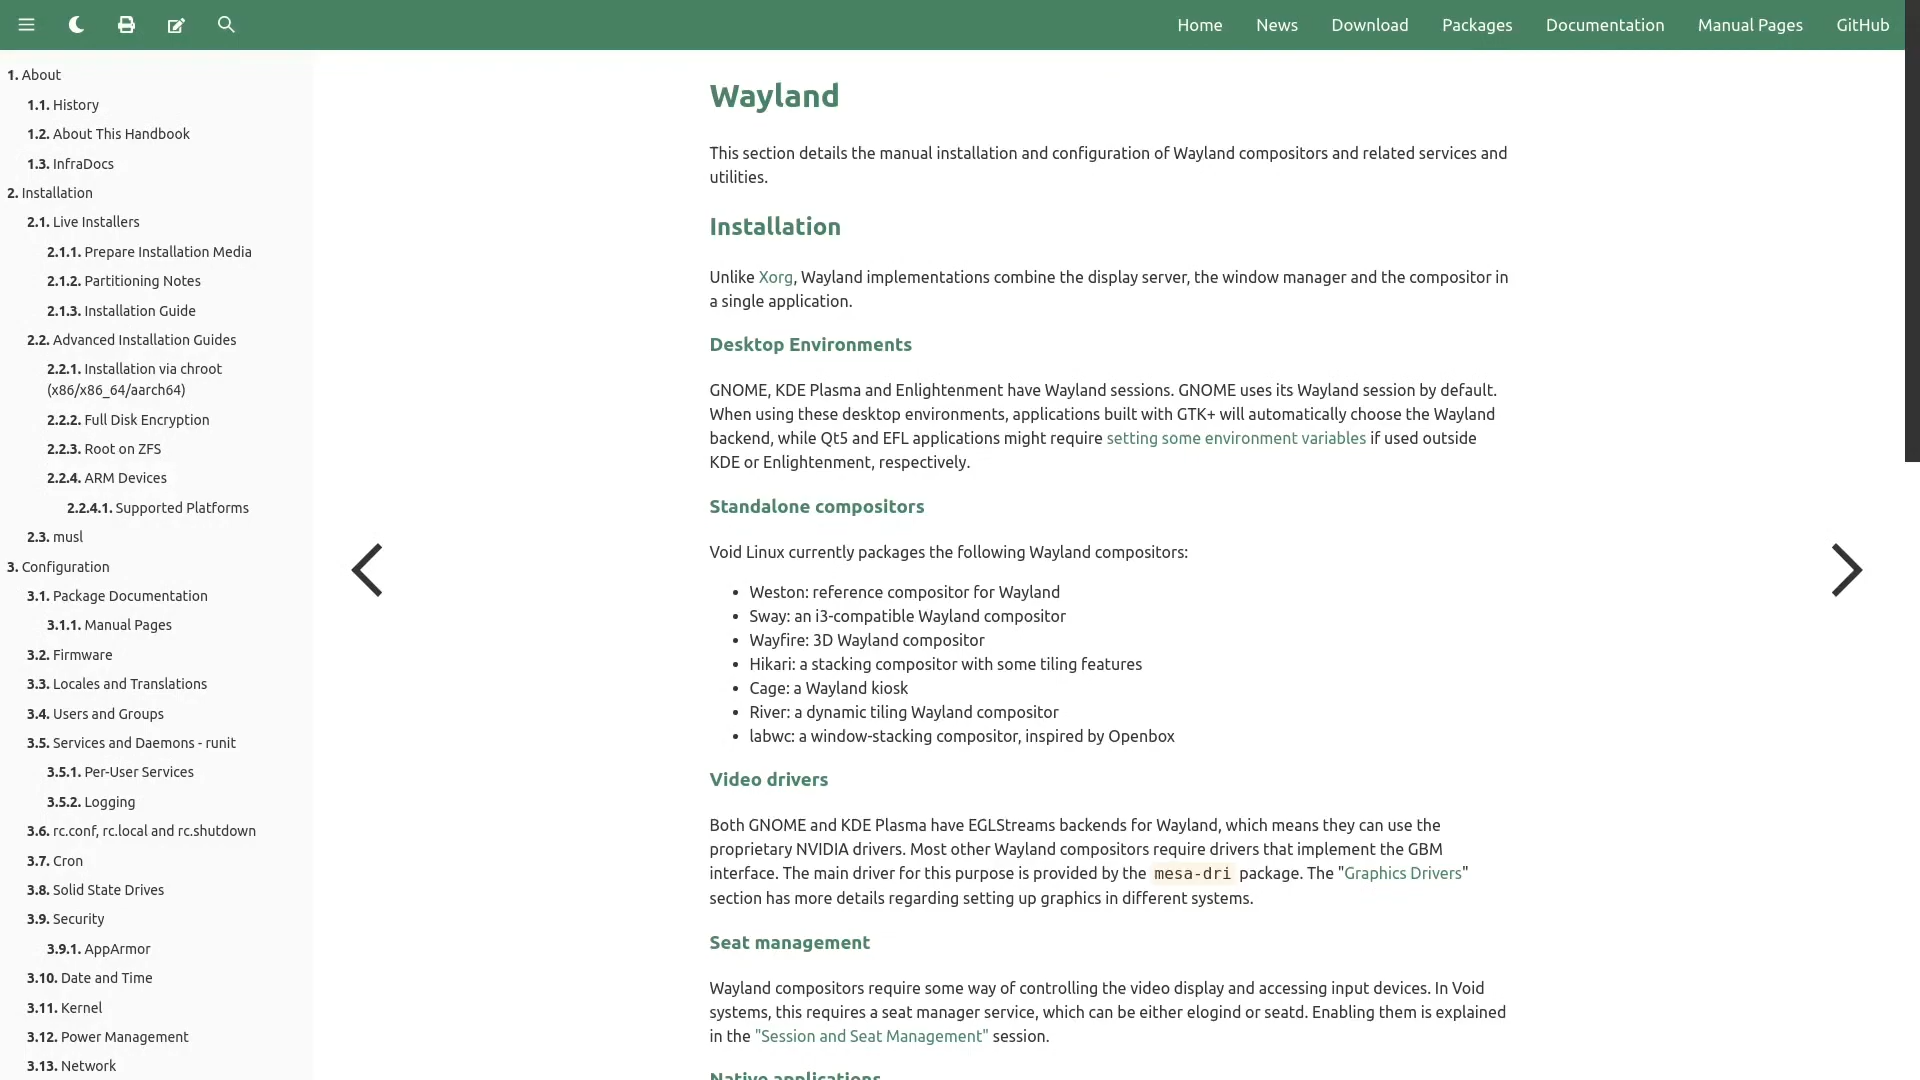 Home News Download Packages Documentation Manual Pages GitHub
1. About
1.1. History
1.2. About This Handbook
1.3. InfraDocs
2. Installation
2.1. Live Installers
2.1.1. Prepare Installation Media
2.1.2. Partitioning Notes
2.1.3. Installation Guide
2.2. Advanced Installation Guides
2.2.1. Installation via chroot
(x86/x86_64/aarch64)
2.2.2. Full Disk Encryption
2.2.3. Root on ZFS
2.2.4. ARM Devices
2.2.4.1. Supported Platforms
2.3. musl
3. Configuration
3.1. Package Documentation
3.1.1. Manual Pages
3.2. Firmware
3.3. Locales and Translations
3.4. Users and Groups
3.5. Services and Daemons - runit
3.5.1. Per-User Services
3.5.2. Logging
3.6. rc.conf, rc.local and rc.shutdown
3.7. Cron
3.8. Solid State Drives
3.9. Security
3.9.1. AppArmor
3.10. Date and Time
3.11. Kernel
3.12. Power Management
3.13. Network
Wayland
This section details the manual installation and configuration of Wayland compositors and related services and
utilities.
Installation
Unlike Xorg, Wayland implementations combine the display server, the window manager and the compositor in
a single application.
Desktop Environments
GNOME, KDE Plasma and Enlightenment have Wayland sessions. GNOME uses its Wayland session by default.
When using these desktop environments, applications built with GTK+ will automatically choose the Wayland
backend, while Qt5 and EFL applications might require setting some environment variables if used outside
KDE or Enlightenment, respectively.
Standalone compositors
Void Linux currently packages the following Wayland compositors:
• Weston: reference compositor for Wayland
• Sway: an i3-compatible Wayland compositor
• Wayfire: 3D Wayland compositor
• Hikari: a stacking compositor with some tiling features
• Cage: a Wayland kiosk
• River: a dynamic tiling Wayland compositor
• labwc: a window-stacking compositor, inspired by Openbox
Video drivers
Both GNOME and KDE Plasma have EGLStreams backends for Wayland, which means they can use the
proprietary NVIDIA drivers. Most other Wayland compositors require drivers that implement the GBM
interface. The main driver for this purpose is provided by the mesa-dri package. The "Graphics Drivers"
section has more details regarding setting up graphics in different systems.
Seat management
Wayland compositors require some way of controlling the video display and accessing input devices. In Void
systems, this requires a seat manager service, which can be either elogind or seatd. Enabling them is explained
in the "Session and Seat Management" session.
Native applications